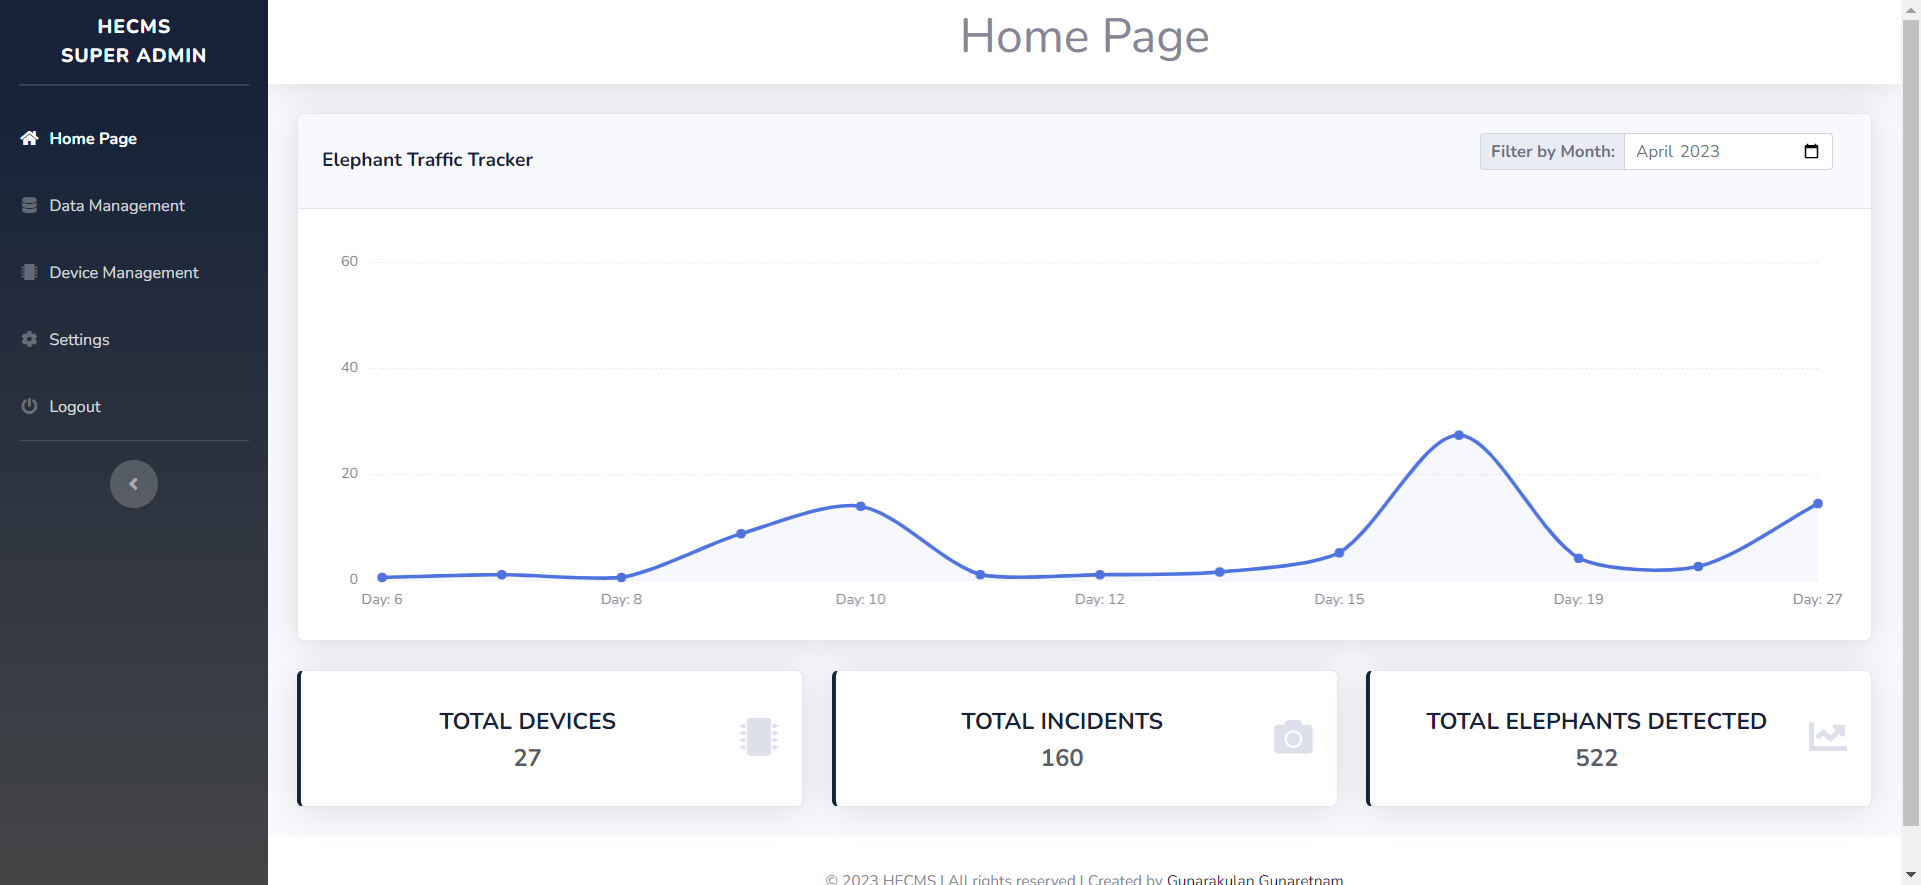 HECMS
SUPER ADMIN
Home Page
Data Management
Device Management
Settings
Logout
Home Page
Elephant Traffic Tracker
Filter by Month: April 2023
60
40
20
0
Day: 6 Day: 8 Day: 10 Day: 12 Day: 15 Day: 19 Day: 27
TOTAL DEVICES
27
TOTAL INCIDENTS
160
TOTAL ELEPHANTS DETECTED
522
© 2023 HECMS | All rights reserved | Created by Gunarakulan Gunaretnam